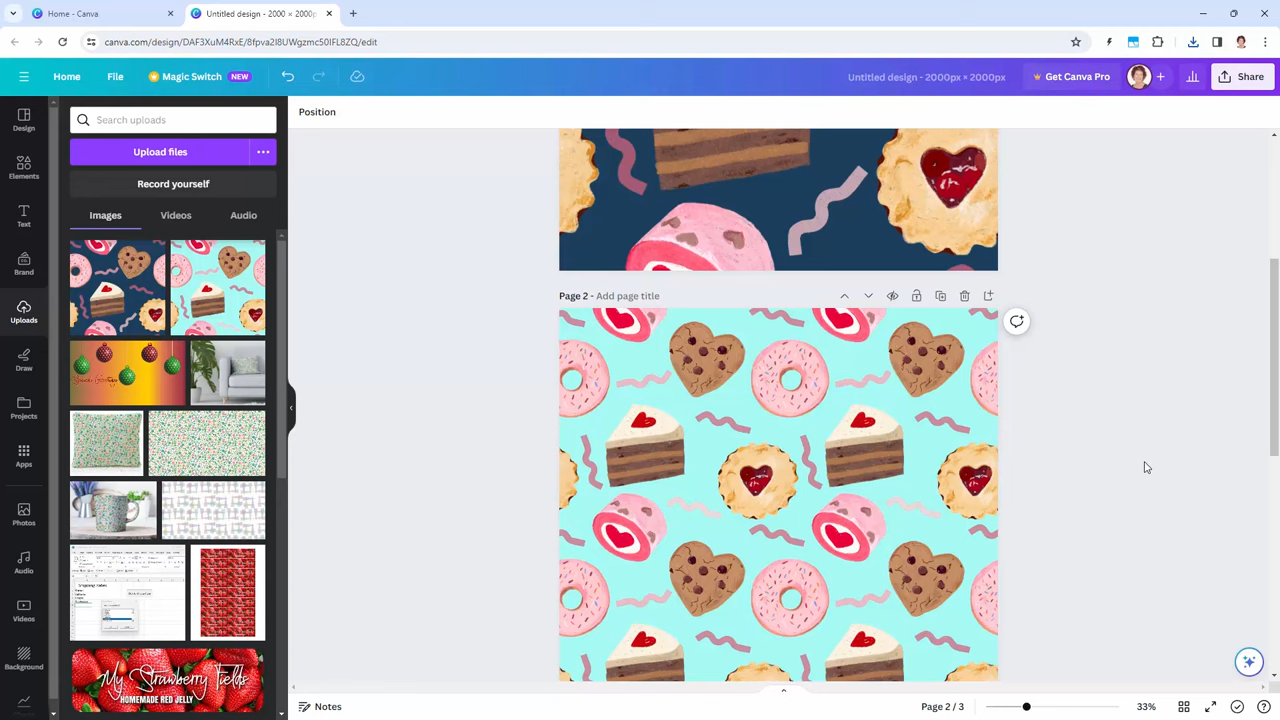 Home - Canva
Untitled design - 2000 × 2000p
canva.com/design/DAF3XuM4RxE/8fpva2I8UWgzmc50IFL8ZQ/edit
Home
File
Magic Switch NEW
Untitled design - 2000px × 2000px
Get Canva Pro
Share
Design
Elements
Text
Brand
Uploads
Draw
Projects
Apps
Photos
Audio
Videos
Background
Search uploads
Upload files
Record yourself
Images
Videos
Audio
My Strawberry Fields
HOMEMADE RED JELLY
Position
Page 2 - Add page title
Notes
Page 2 / 3
33%